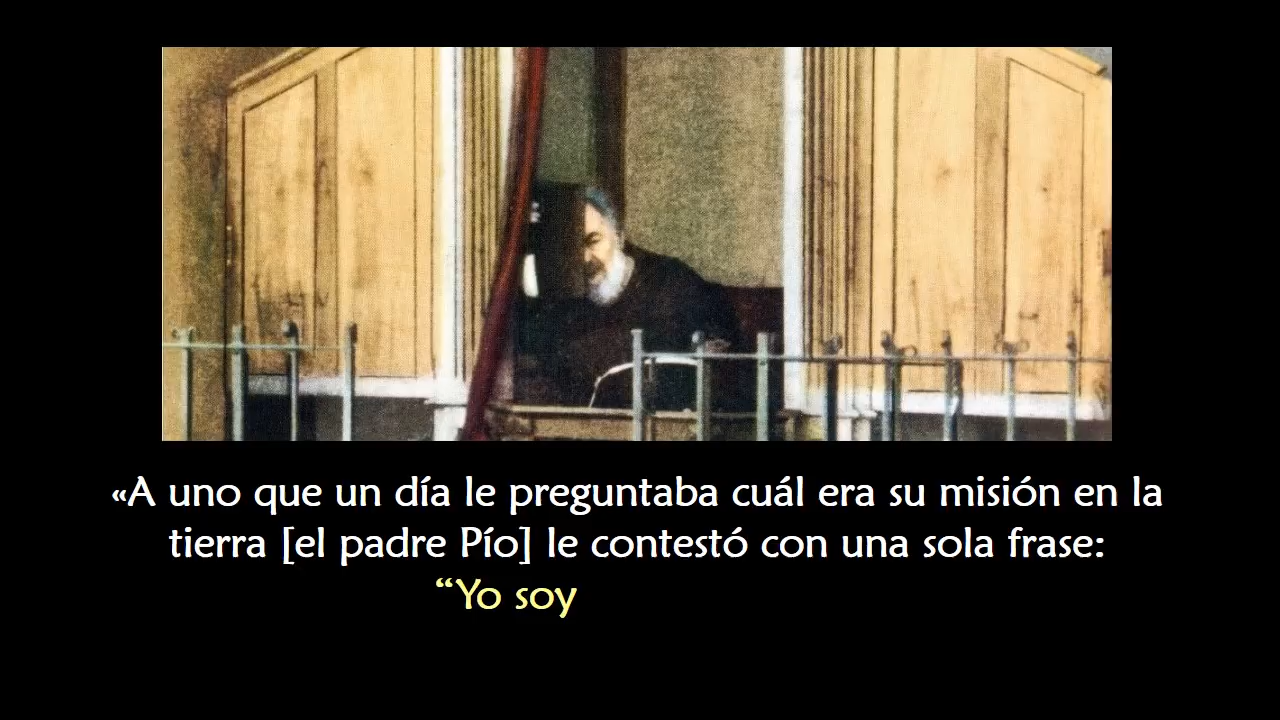 «A uno que un día le preguntaba cuál era su misión en la
tierra [el padre Pío] le contestó con una sola frase:
“Yo soy